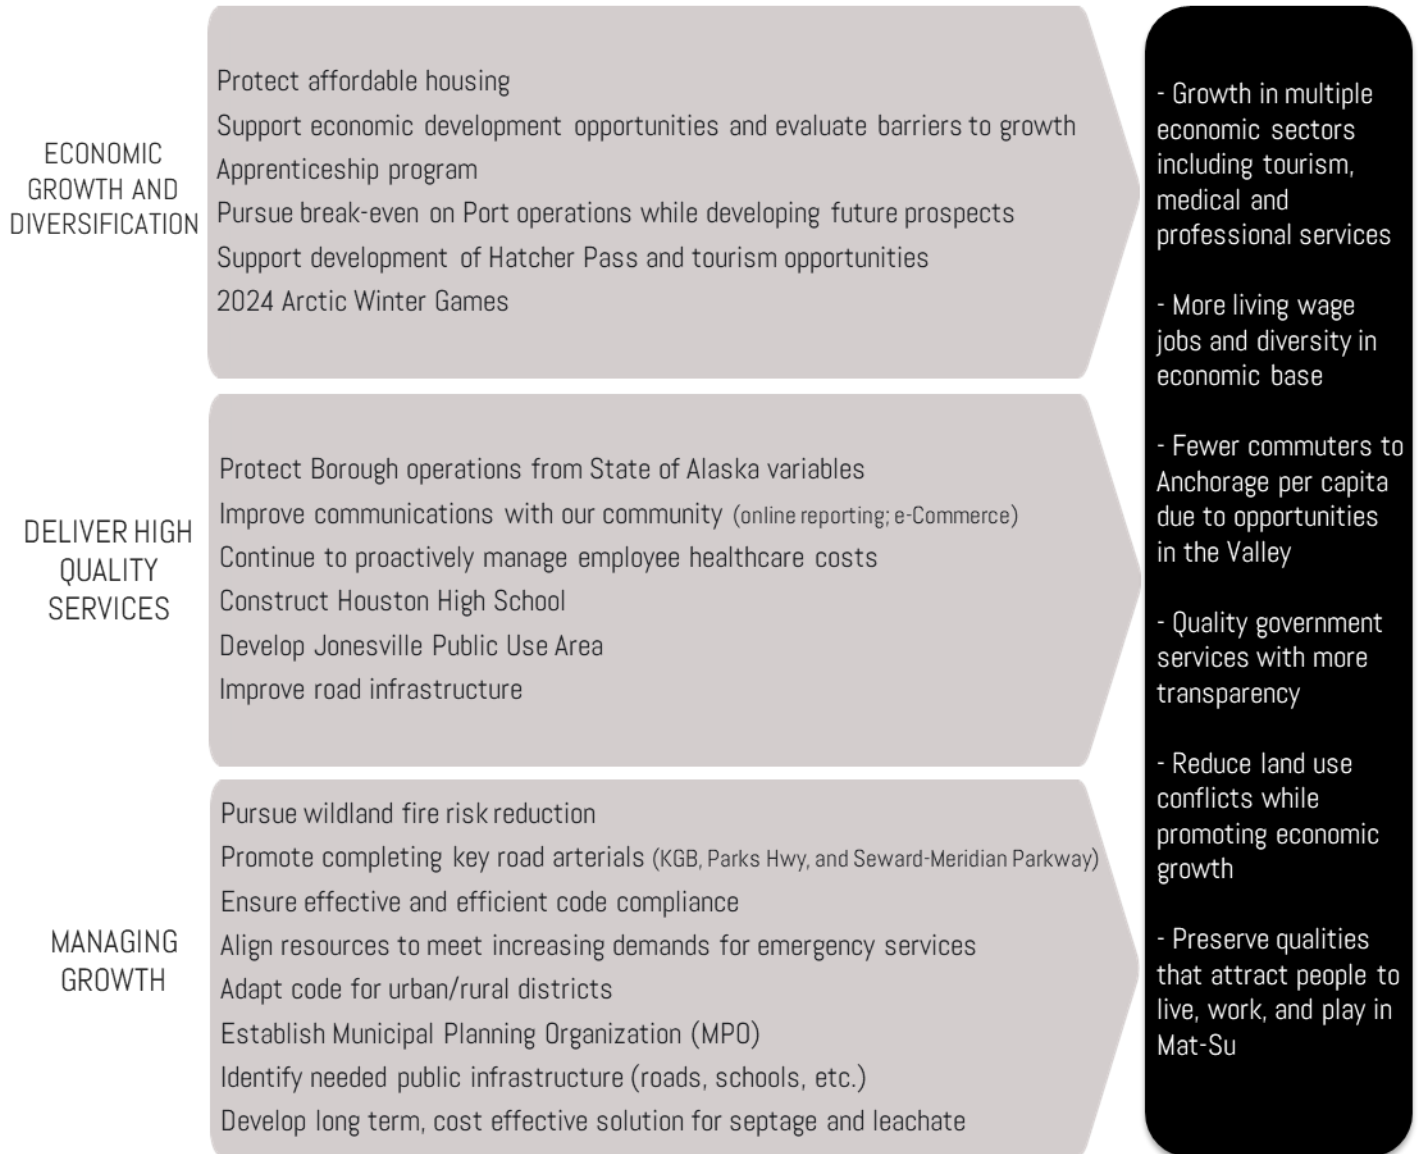 ECONOMIC
GROWTH AND
DIVERSIFICATION
Protect affordable housing
Support economic development opportunities and evaluate barriers to growth
Apprenticeship program
Pursue break-even on Port operations while developing future prospects
Support development of Hatcher Pass and tourism opportunities
2024 Arctic Winter Games
DELIVER HIGH
QUALITY
SERVICES
Protect Borough operations from State of Alaska variables
Improve communications with our community (online reporting; e-Commerce)
Continue to proactively manage employee healthcare costs
Construct Houston High School
Develop Jonesville Public Use Area
Improve road infrastructure
MANAGING
GROWTH
Pursue wildland fire risk reduction
Promote completing key road arterials (KGB, Parks Hwy, and Seward-Meridian Parkway)
Ensure effective and efficient code compliance
Align resources to meet increasing demands for emergency services
Adapt code for urban/rural districts
Establish Municipal Planning Organization (MPO)
Identify needed public infrastructure (roads, schools, etc.)
Develop long term, cost effective solution for septage and leachate
- Growth in multiple
economic sectors
including tourism,
medical and
professional services
- More living wage
jobs and diversity in
economic base
- Fewer commuters to
Anchorage per capita
due to opportunities
in the Valley
- Quality government
services with more
transparency
- Reduce land use
conflicts while
promoting economic
growth
- Preserve qualities
that attract people to
live, work, and play in
Mat-Su